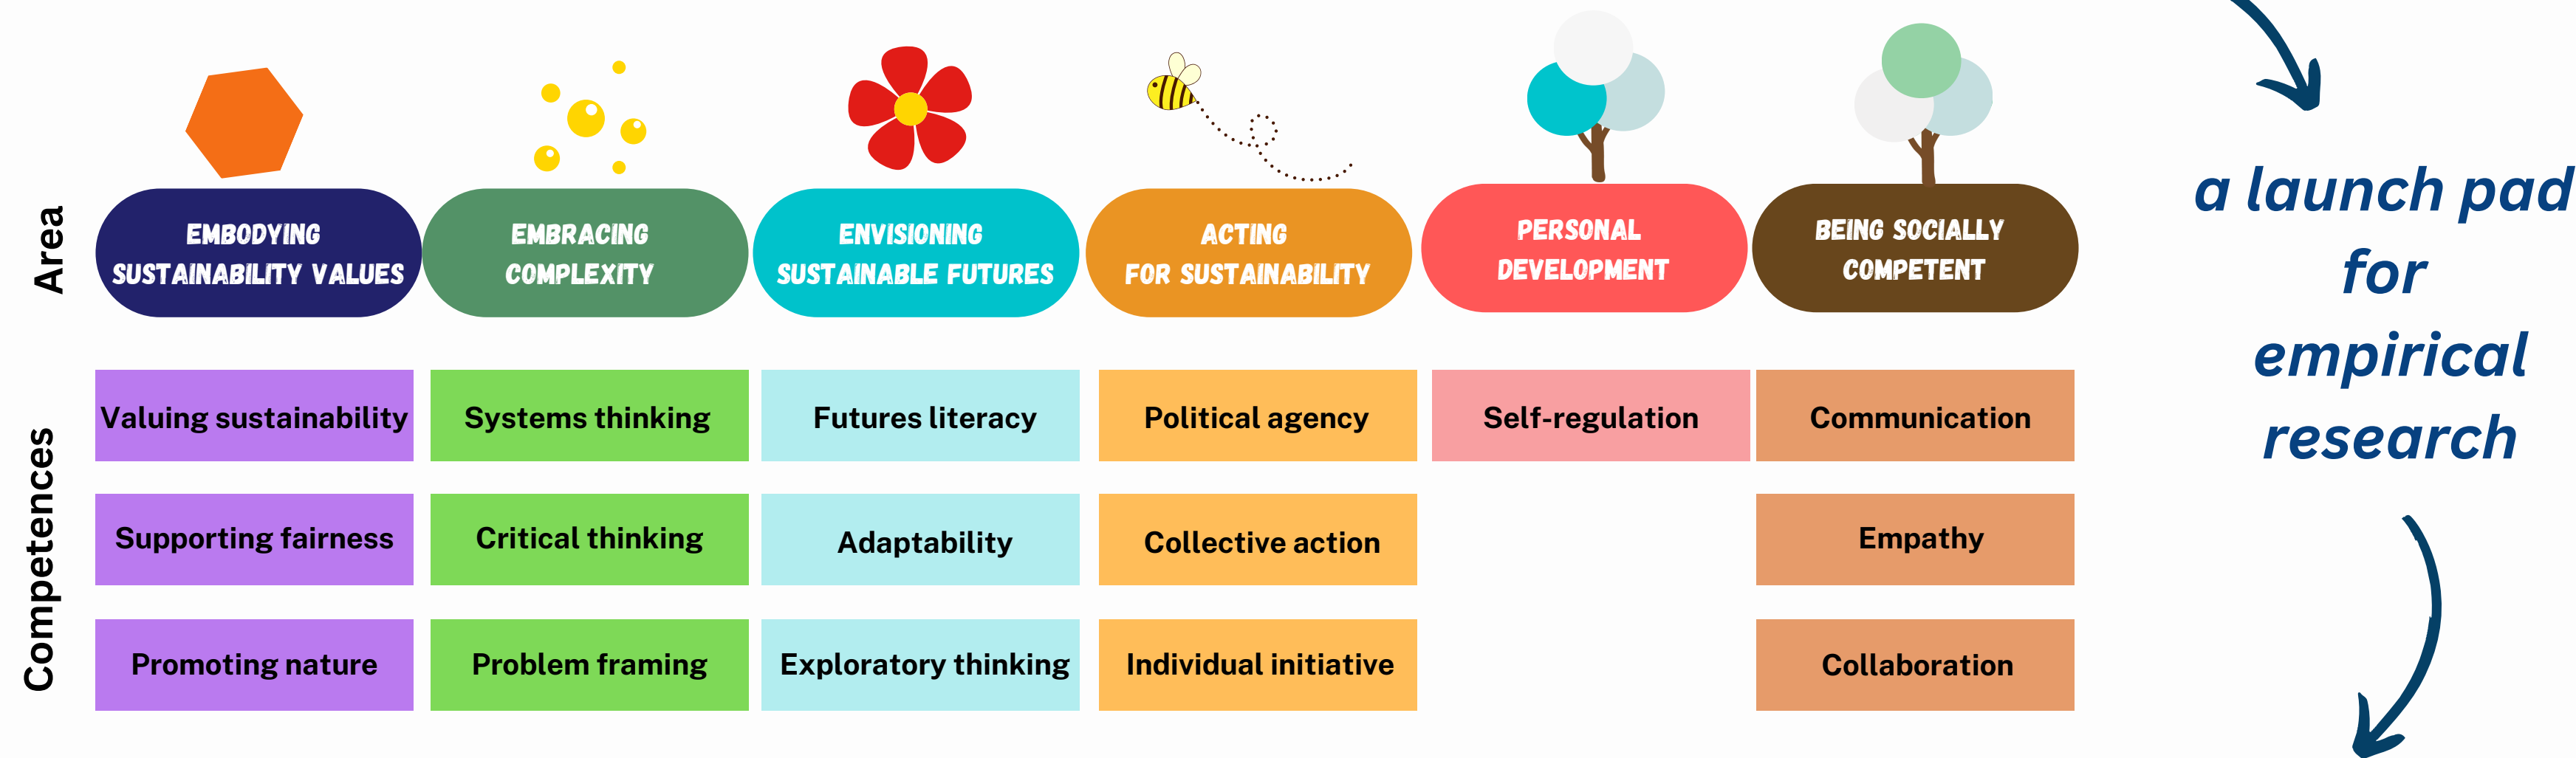 Area
EMBODYING
SUSTAINABILITY VALUES
EMBRACING
COMPLEXITY
ENVISIONING
SUSTAINABLE FUTURES
ACTING
FOR SUSTAINABILITY
PERSONAL
DEVELOPMENT
BEING SOCIALLY
COMPETENT
Competences
Valuing sustainability
Systems thinking
Futures literacy
Political agency
Self-regulation
Communication
Supporting fairness
Critical thinking
Adaptability
Collective action
Empathy
Promoting nature
Problem framing
Exploratory thinking
Individual initiative
Collaboration
a launch pad
for
empirical
research